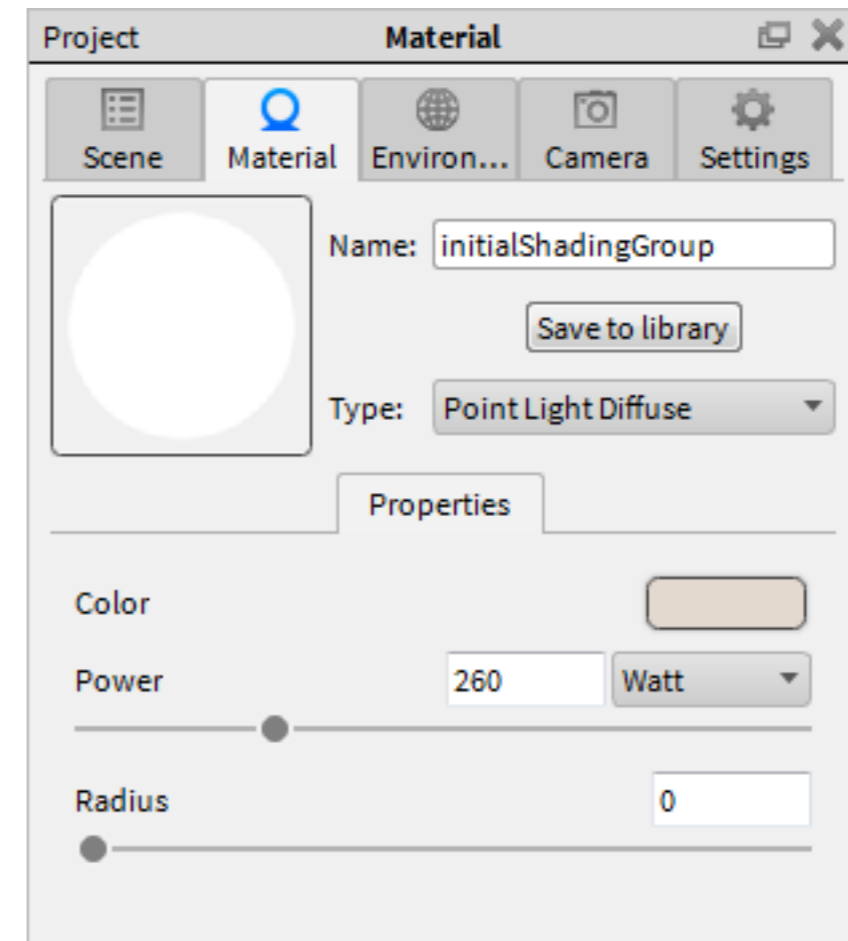 Project Material
Scene Material Environ... Camera Settings
Name: initialShadingGroup
Save to library
Type: Point Light Diffuse
Properties
Color
Power 260 Watt
Radius 0